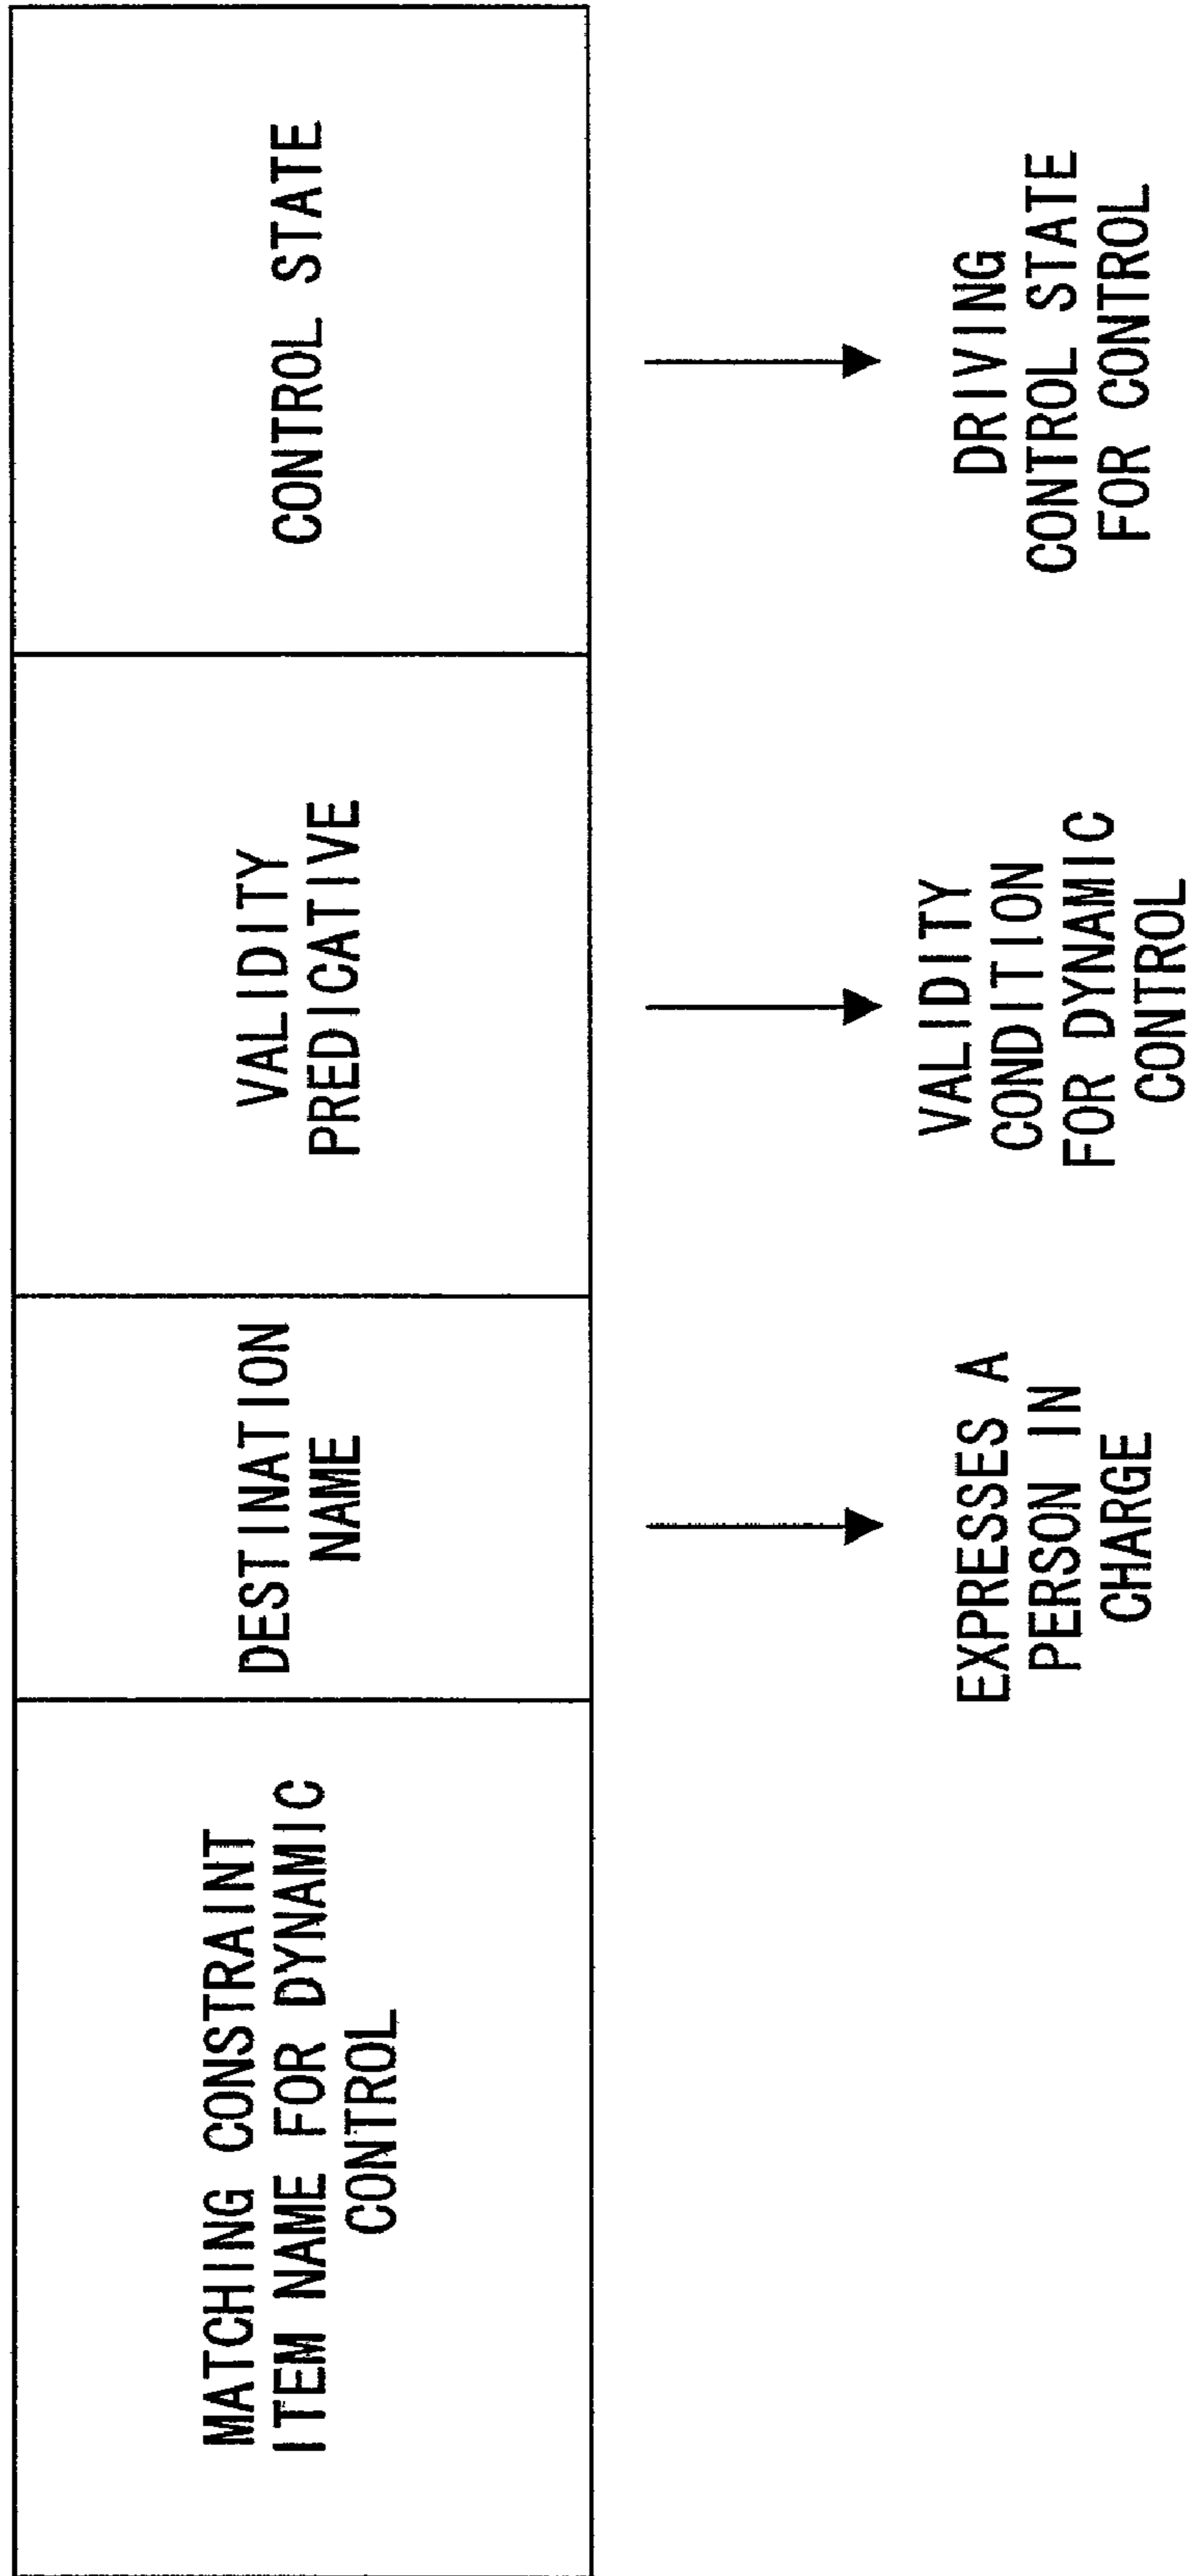 MATCHING CONSTRAINT
ITEM NAME FOR DYNAMIC
CONTROL
DESTINATION
NAME
VALIDITY
PREDICATIVE
CONTROL STATE
EXPRESSES A
PERSON IN
CHARGE
VALIDITY
CONDITION
FOR DYNAMIC
CONTROL
DRIVING
CONTROL STATE
FOR CONTROL